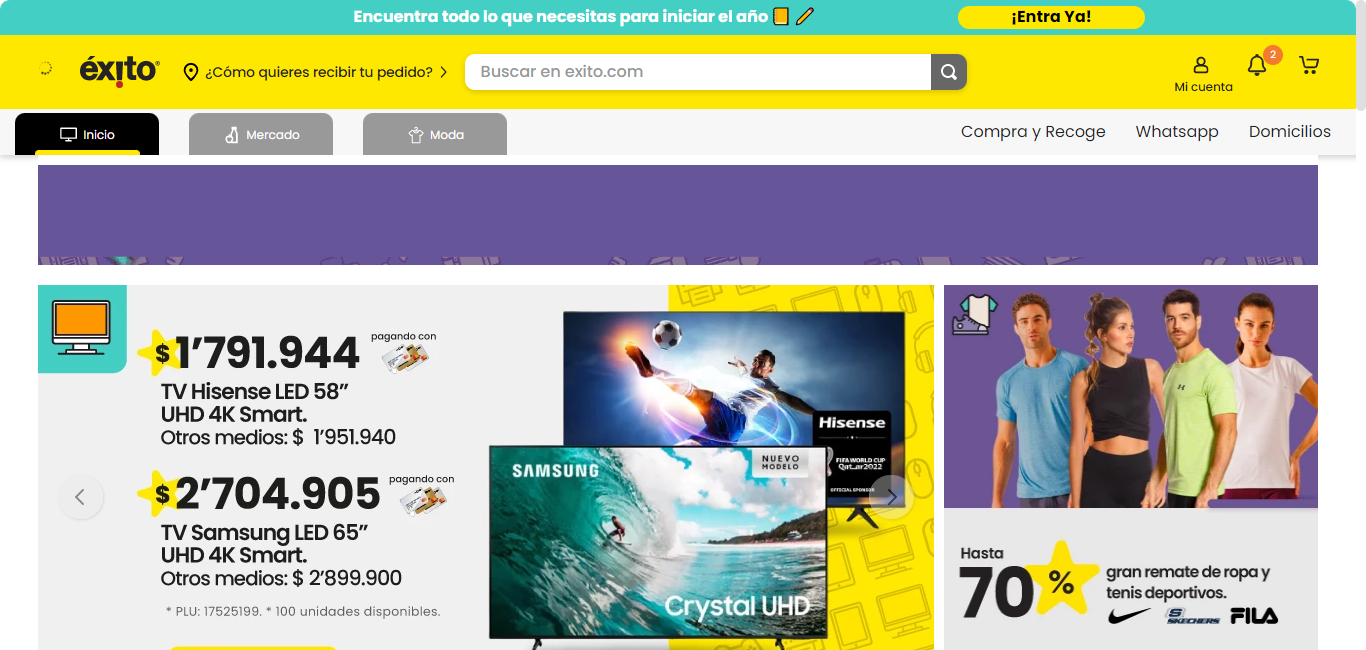 Encuentra todo lo que necesitas para iniciar el año
¡Entra Ya!
éxito
¿Cómo quieres recibir tu pedido?
Buscar en exito.com
Mi cuenta
2
Inicio
Mercado
Moda
Compra y Recoge
Whatsapp
Domicilios
$ 1’791.944
pagando con
TV Hisense LED 58”
UHD 4K Smart.
Otros medios: $ 1’951.940
$ 2’704.905
pagando con
TV Samsung LED 65”
UHD 4K Smart.
Otros medios: $ 2’899.900
* PLU: 17525199. * 100 unidades disponibles.
Hisense
FIFA WORLD CUP
Qatar2022
OFFICIAL SPONSOR
SAMSUNG
NUEVO
MODELO
Crystal UHD
Hasta
70%
gran remate de ropa y
tenis deportivos.
SKECHERS
FILA